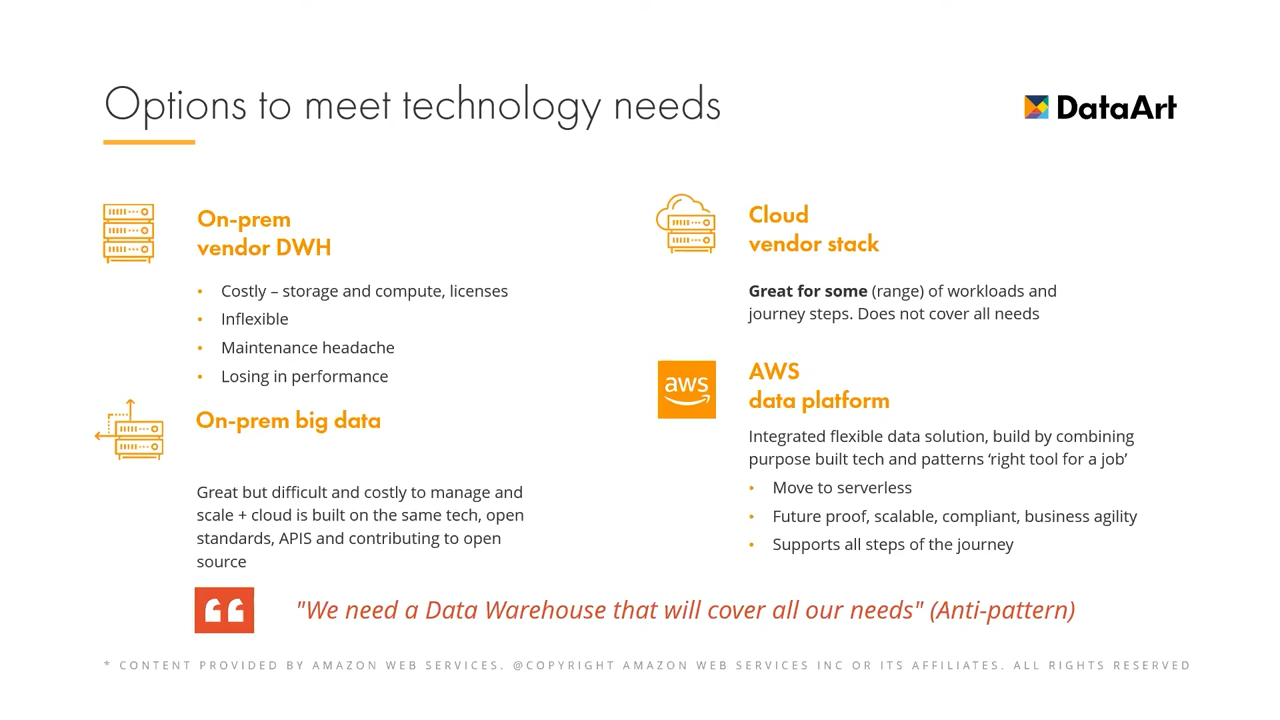 Options to meet technology needs
DataArt
On-prem
vendor DWH
• Costly – storage and compute, licenses
• Inflexible
• Maintenance headache
• Losing in performance
On-prem big data
Great but difficult and costly to manage and
scale + cloud is built on the same tech, open
standards, APIS and contributing to open
source
Cloud
vendor stack
Great for some (range) of workloads and
journey steps. Does not cover all needs
aws
AWS
data platform
Integrated flexible data solution, build by combining
purpose built tech and patterns ‘right tool for a job’
• Move to serverless
• Future proof, scalable, compliant, business agility
• Supports all steps of the journey
"We need a Data Warehouse that will cover all our needs" (Anti-pattern)
* CONTENT PROVIDED BY AMAZON WEB SERVICES. @COPYRIGHT AMAZON WEB SERVICES INC OR ITS AFFILIATES. ALL RIGHTS RESERVED